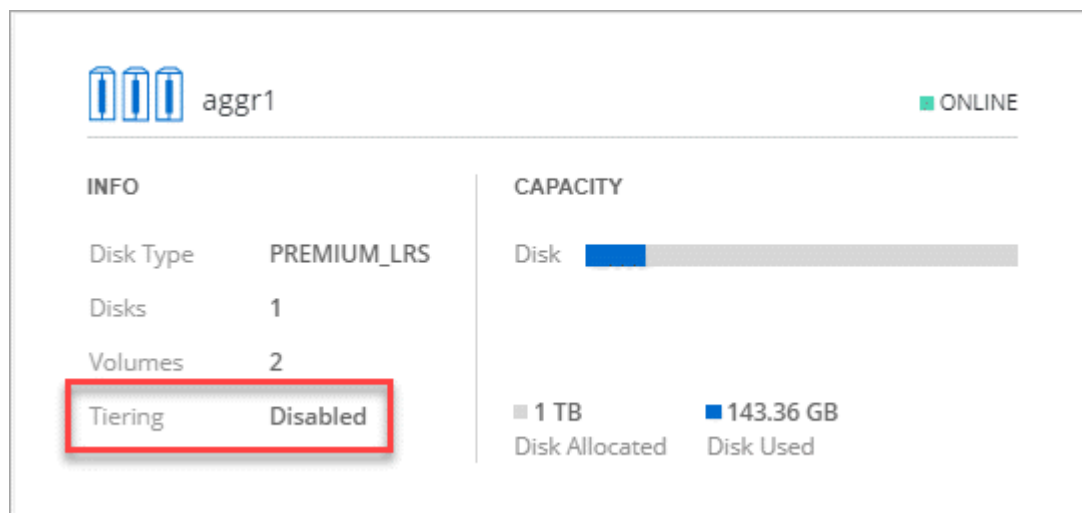 aggr1
ONLINE
INFO
Disk Type PREMIUM_LRS
Disks 1
Volumes 2
Tiering Disabled
CAPACITY
Disk
1 TB
Disk Allocated
143.36 GB
Disk Used